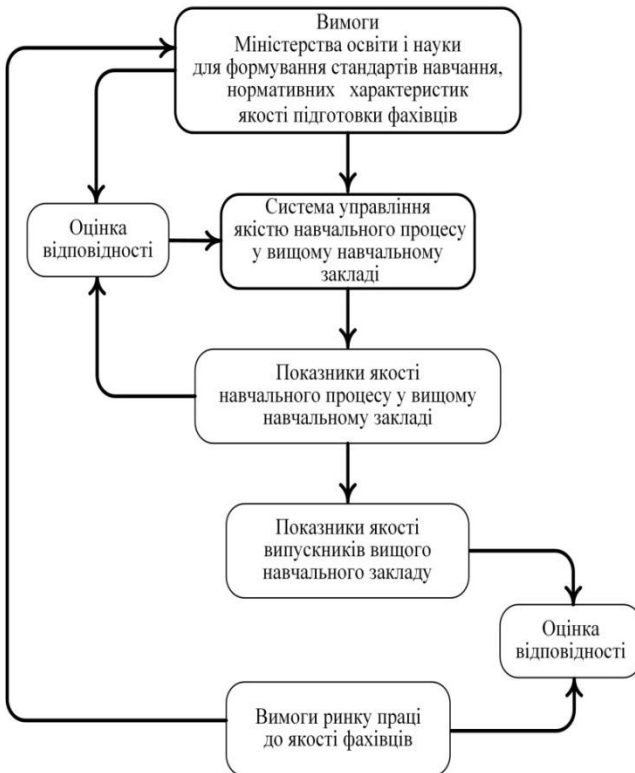 Вимоги
Міністерства освіти і науки
для формування стандартів навчання,
нормативних характеристик
якості підготовки фахівців
Оцінка
відповідності
Система управління
якістю навчального процесу
у вищому навчальному
закладі
Показники якості
навчального процесу у вищому
навчальному закладі
Показники якості
випускників вищого
навчального закладу
Оцінка
відповідності
Вимоги ринку праці
до якості фахівців